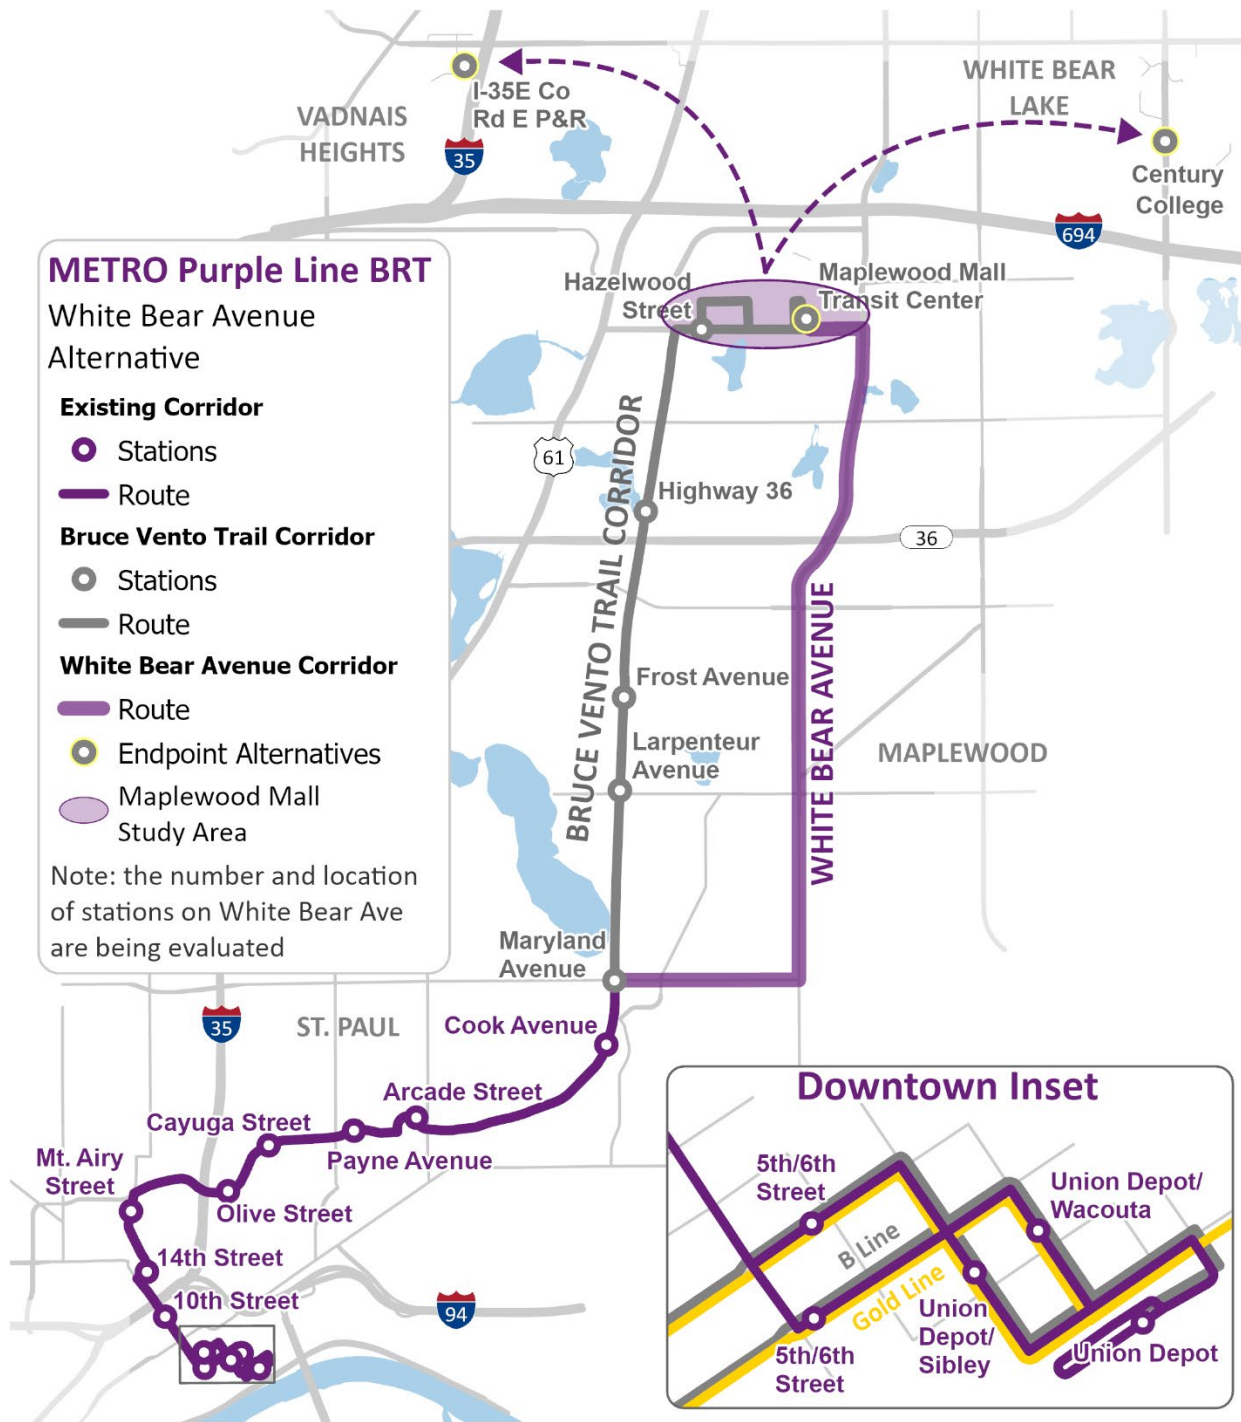 I-35E Co
Rd E P&R
VADNAIS
HEIGHTS
35
WHITE BEAR
LAKE
Century
College
694
METRO Purple Line BRT
White Bear Avenue
Alternative
Existing Corridor
Stations
Route
Bruce Vento Trail Corridor
Stations
Route
White Bear Avenue Corridor
Route
Endpoint Alternatives
Maplewood Mall
Study Area
Note: the number and location
of stations on White Bear Ave
are being evaluated
Hazelwood
Street
Maplewood Mall
Transit Center
61
Highway 36
36
BRUCE VENTO TRAIL CORRIDOR
Frost Avenue
WHITE BEAR AVENUE
Larpenteur
Avenue
MAPLEWOOD
Maryland
Avenue
35
ST. PAUL
Cook Avenue
Arcade Street
Cayuga Street
Payne Avenue
Mt. Airy
Street
Olive Street
14th Street
10th Street
94
Downtown Inset
5th/6th
Street
Union Depot/
Wacouta
B Line
Gold Line
Union
Depot/
Sibley
Union Depot
5th/6th
Street